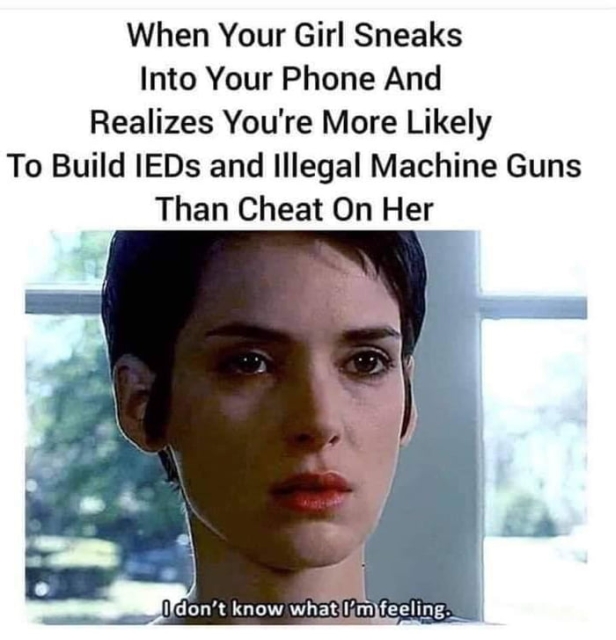 When Your Girl Sneaks
Into Your Phone And
Realizes You're More Likely
To Build IEDs and Illegal Machine Guns
Than Cheat On Her
I don't know what I'm feeling.